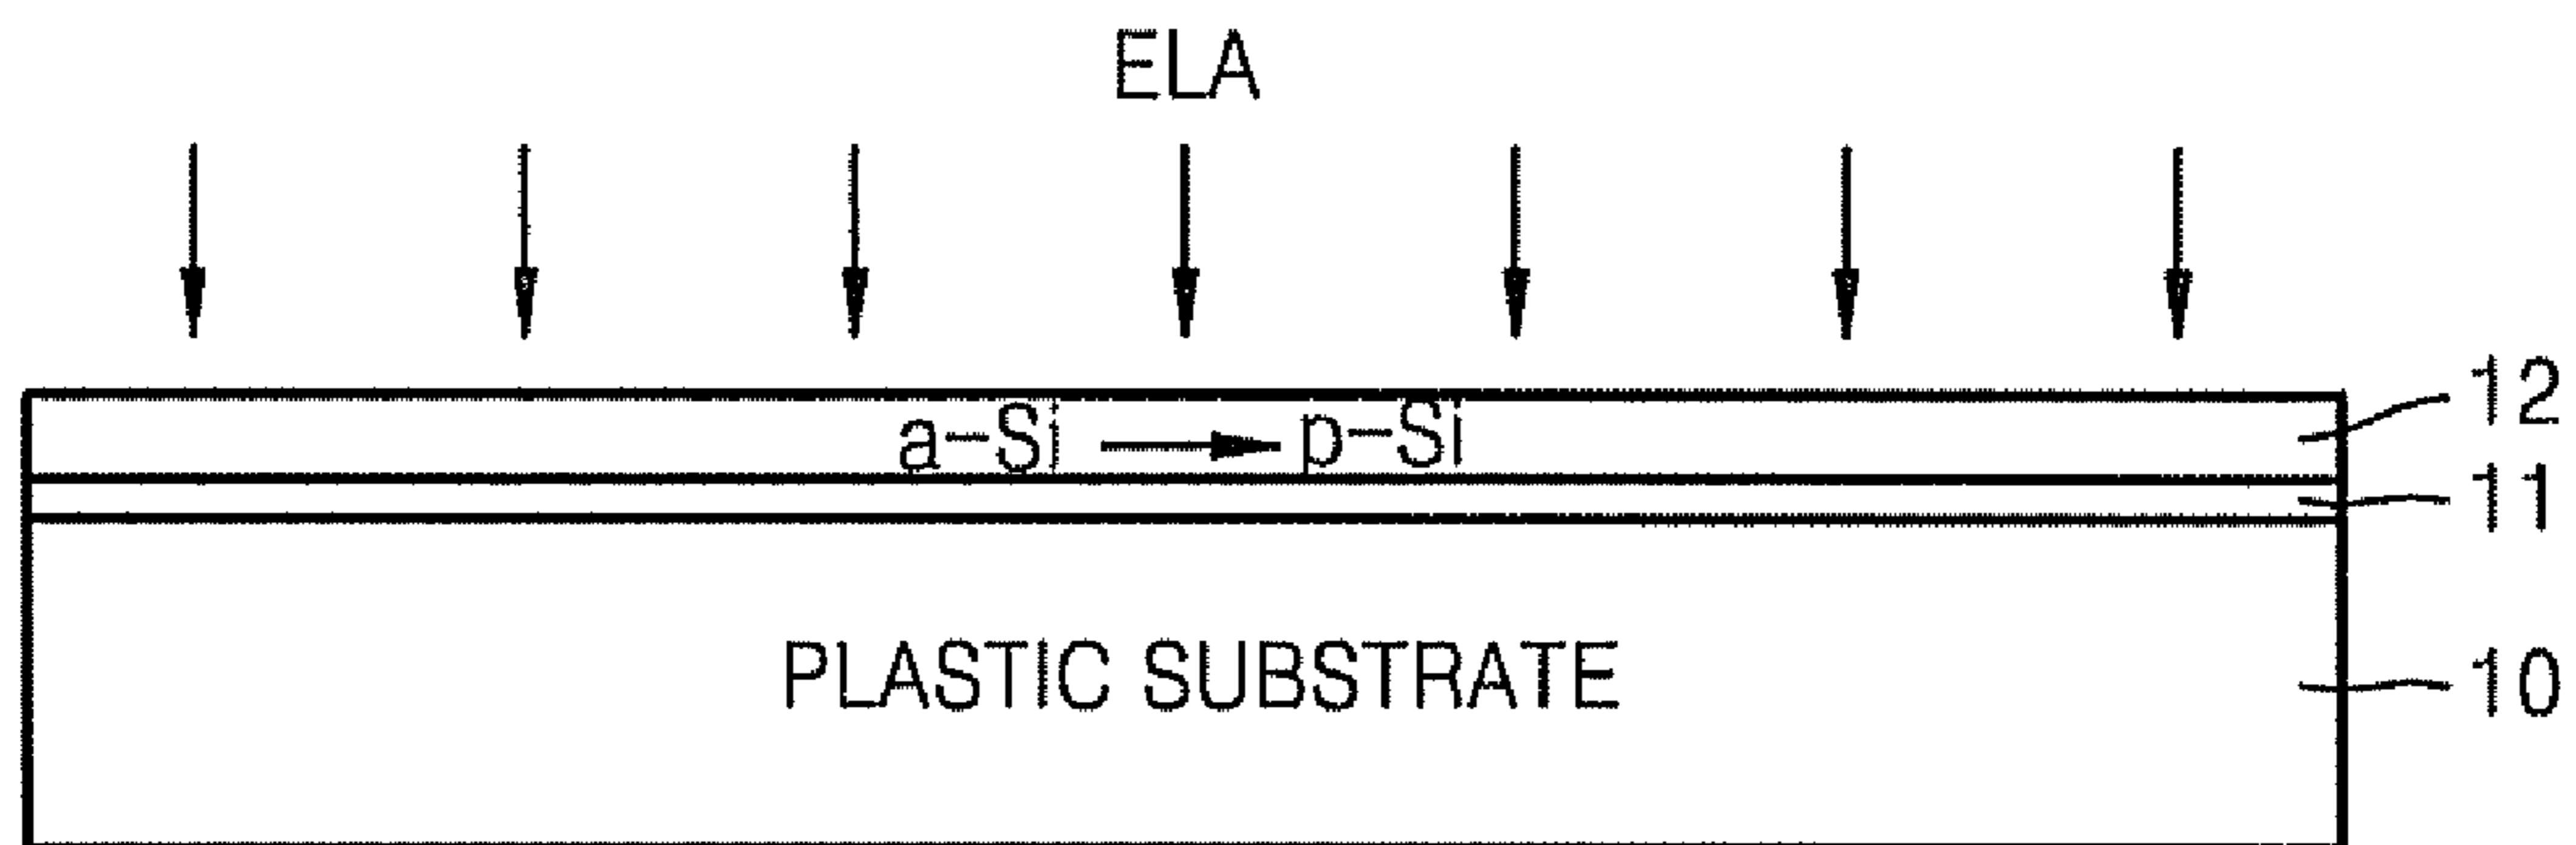 ELA
12
a-Si → p-Si
11
PLASTIC SUBSTRATE
10